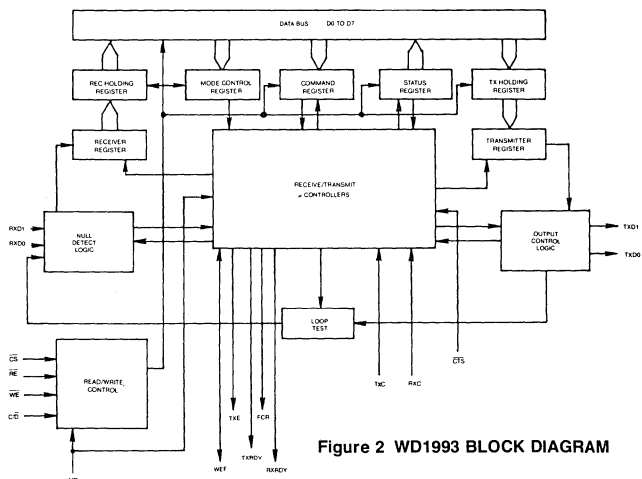 DATA BUS D0 TO D7
REC HOLDING
REGISTER
MODE CONTROL
REGISTER
COMMAND
REGISTER
STATUS
REGISTER
TX HOLDING
REGISTER
RECEIVER
REGISTER
TRANSMITTER
REGISTER
RECEIVE/TRANSMIT
µ CONTROLLERS
RXD1
RXD0
NULL
DETECT
LOGIC
OUTPUT
CONTROL
LOGIC
TXD1
TXD0
LOOP
TEST
CTS
CS
RE
WE
C/D
READ/WRITE
CONTROL
TXC
RXC
TXE
FCR
WEF
TXRDY
RXRDY
Figure 2 WD1993 BLOCK DIAGRAM